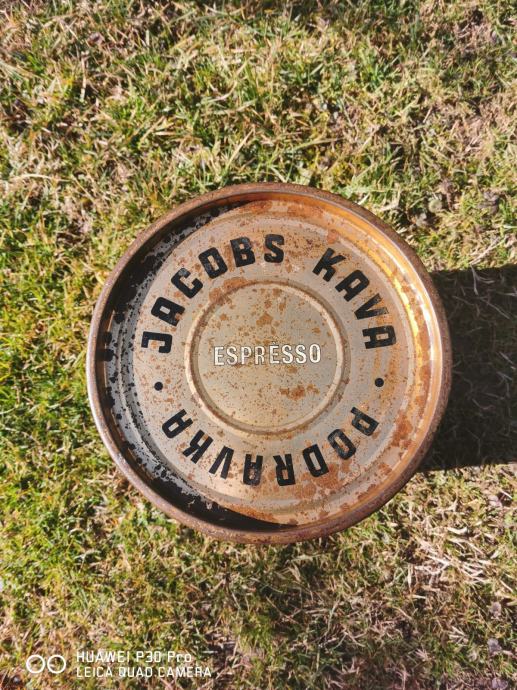 JACOBS KAVA
ESPRESSO
• PODRAVKA •
HUAWEI P30 Pro
LEICA QUAD CAMERA